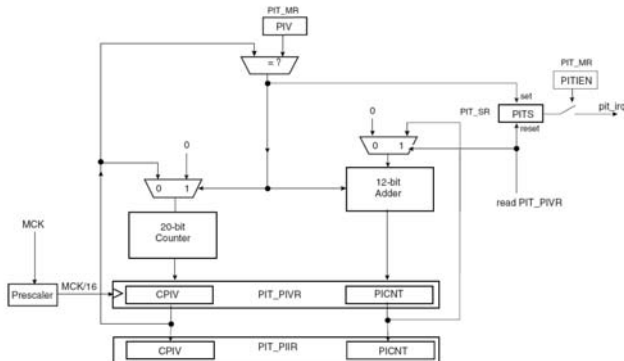 PIT_MR
PIV
= ?
PIT_MR
PITIEN
set
PIT_SR
PITS
pit_irq
reset
0
0 1
0
0 1
12-bit
Adder
read PIT_PIVR
20-bit
Counter
MCK
MCK/16
Prescaler
CPIV
PIT_PIVR
PICNT
CPIV
PIT_PIIR
PICNT